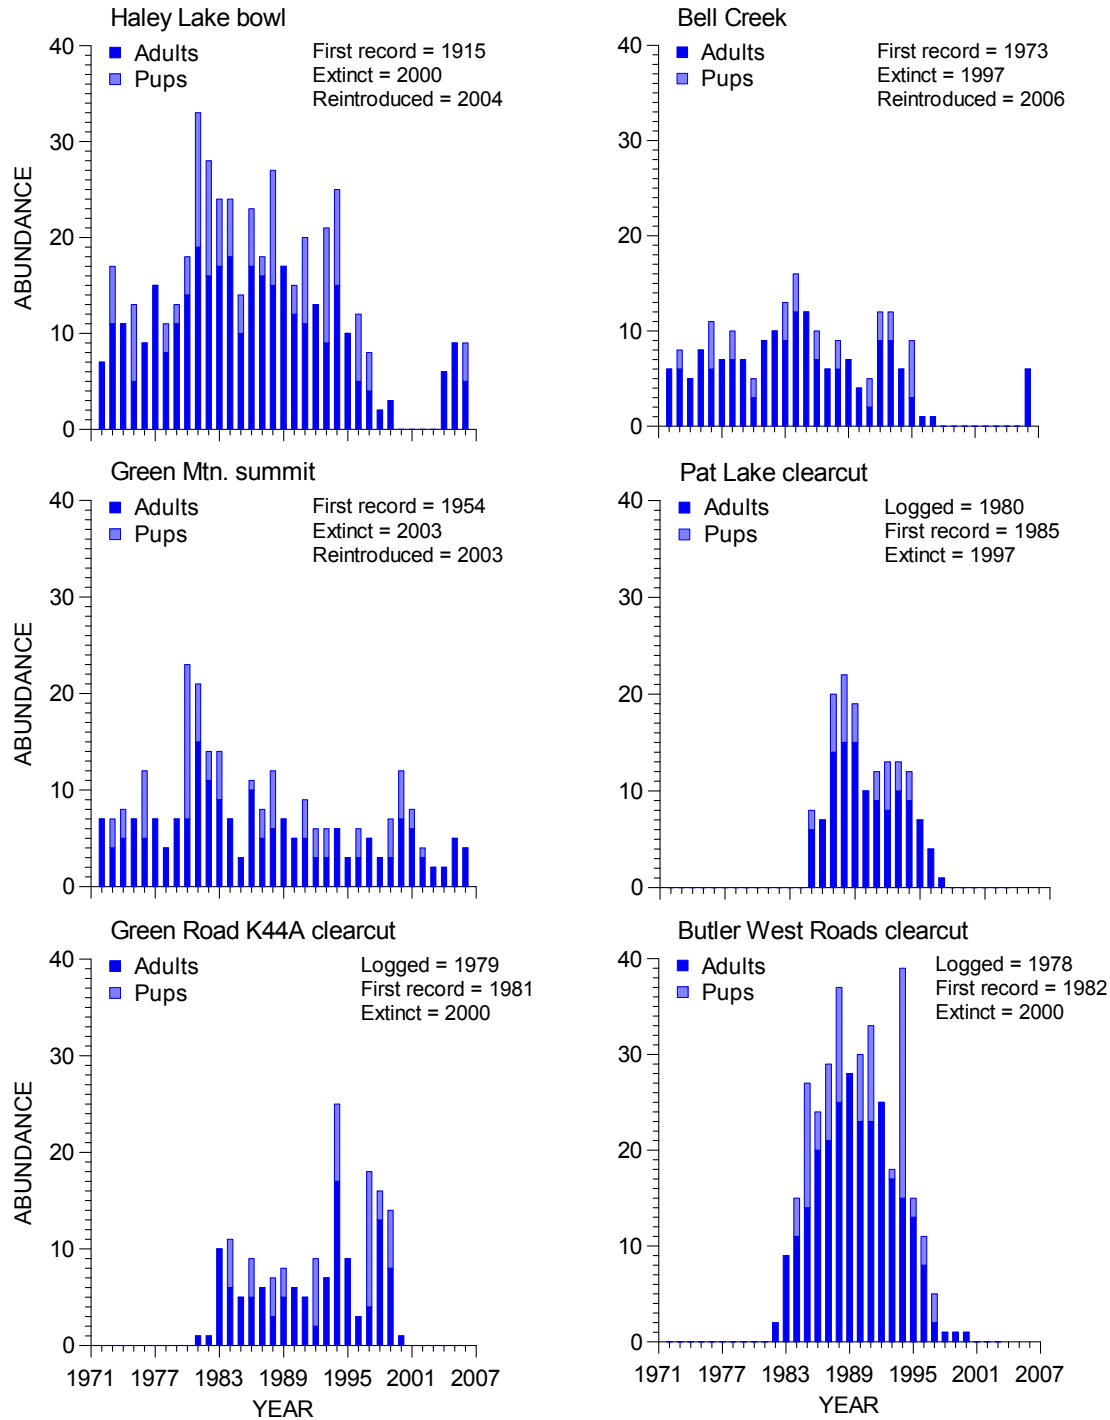 Haley Lake bowl
Adults
Pups
First record = 1915
Extinct = 2000
Reintroduced = 2004
40
30
20
10
0
ABUNDANCE
Bell Creek
Adults
Pups
First record = 1973
Extinct = 1997
Reintroduced = 2006
40
30
20
10
0
Green Mtn. summit
Adults
Pups
First record = 1954
Extinct = 2003
Reintroduced = 2003
40
30
20
10
0
ABUNDANCE
Pat Lake clearcut
Adults
Pups
Logged = 1980
First record = 1985
Extinct = 1997
40
30
20
10
0
Green Road K44A clearcut
Adults
Pups
Logged = 1979
First record = 1981
Extinct = 2000
40
30
20
10
0
ABUNDANCE
1971 1977 1983 1989 1995 2001 2007
YEAR
Butler West Roads clearcut
Adults
Pups
Logged = 1978
First record = 1982
Extinct = 2000
40
30
20
10
0
1971 1977 1983 1989 1995 2001 2007
YEAR